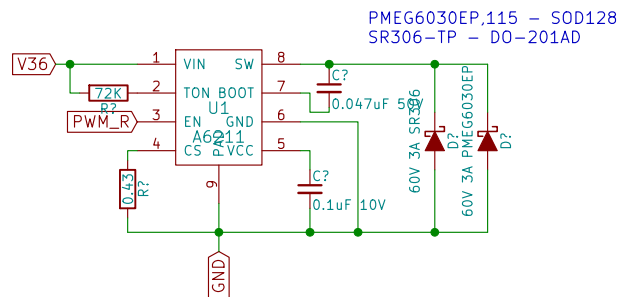 PMEG6030EP,115 - SOD128
SR306-TP - DO-201AD
V36
1
VIN
SW
8
C?
0.047uF 50V
72K
R?
2
TON
BOOT
7
U1
PWM_R
3
EN
GND
6
A6211
4
CS
PAD
VCC
5
9
0.43
R?
C?
0.1uF 10V
60V 3A SR306
D?
60V 3A PMEG6030EP
D?
GND